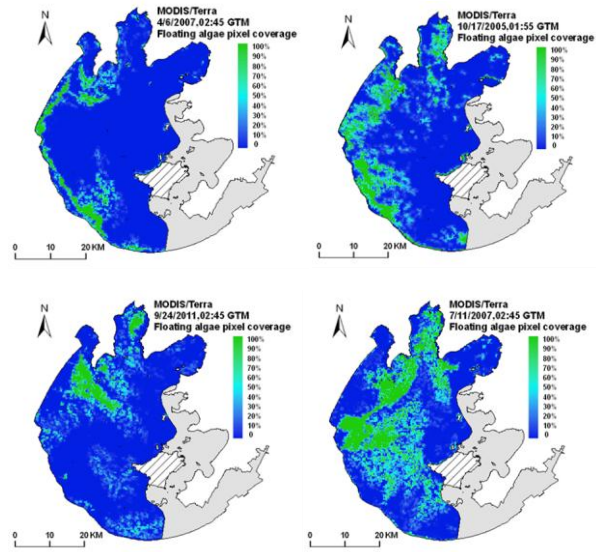 N
MODIS/Terra
4/6/2007,02:45 GTM
Floating algae pixel coverage
100%
90%
80%
70%
60%
50%
40%
30%
20%
10%
0
0 10 20 KM
N
MODIS/Terra
10/17/2005,01:55 GTM
Floating algae pixel coverage
100%
90%
80%
70%
60%
50%
40%
30%
20%
10%
0
0 10 20 KM
N
MODIS/Terra
9/24/2011,02:45 GTM
Floating algae pixel coverage
100%
90%
80%
70%
60%
50%
40%
30%
20%
10%
0
0 10 20 KM
N
MODIS/Terra
7/11/2007,02:45 GTM
Floating algae pixel coverage
100%
90%
80%
70%
60%
50%
40%
30%
20%
10%
0
0 10 20 KM